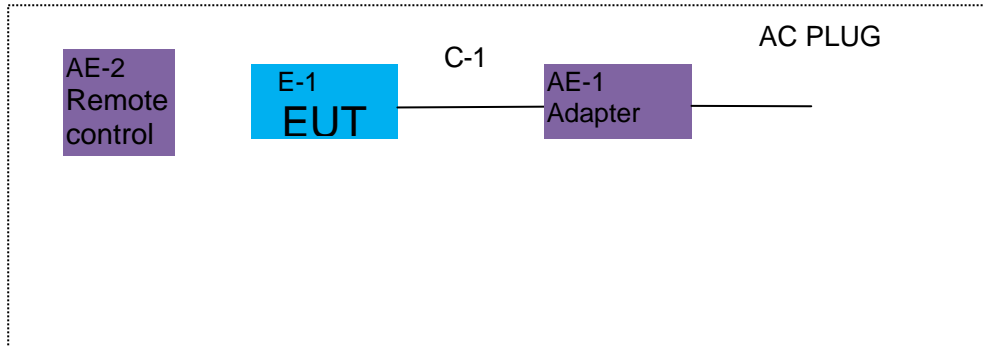 AC PLUG
C-1
AE-2
Remote
control
E-1
EUT
AE-1
Adapter